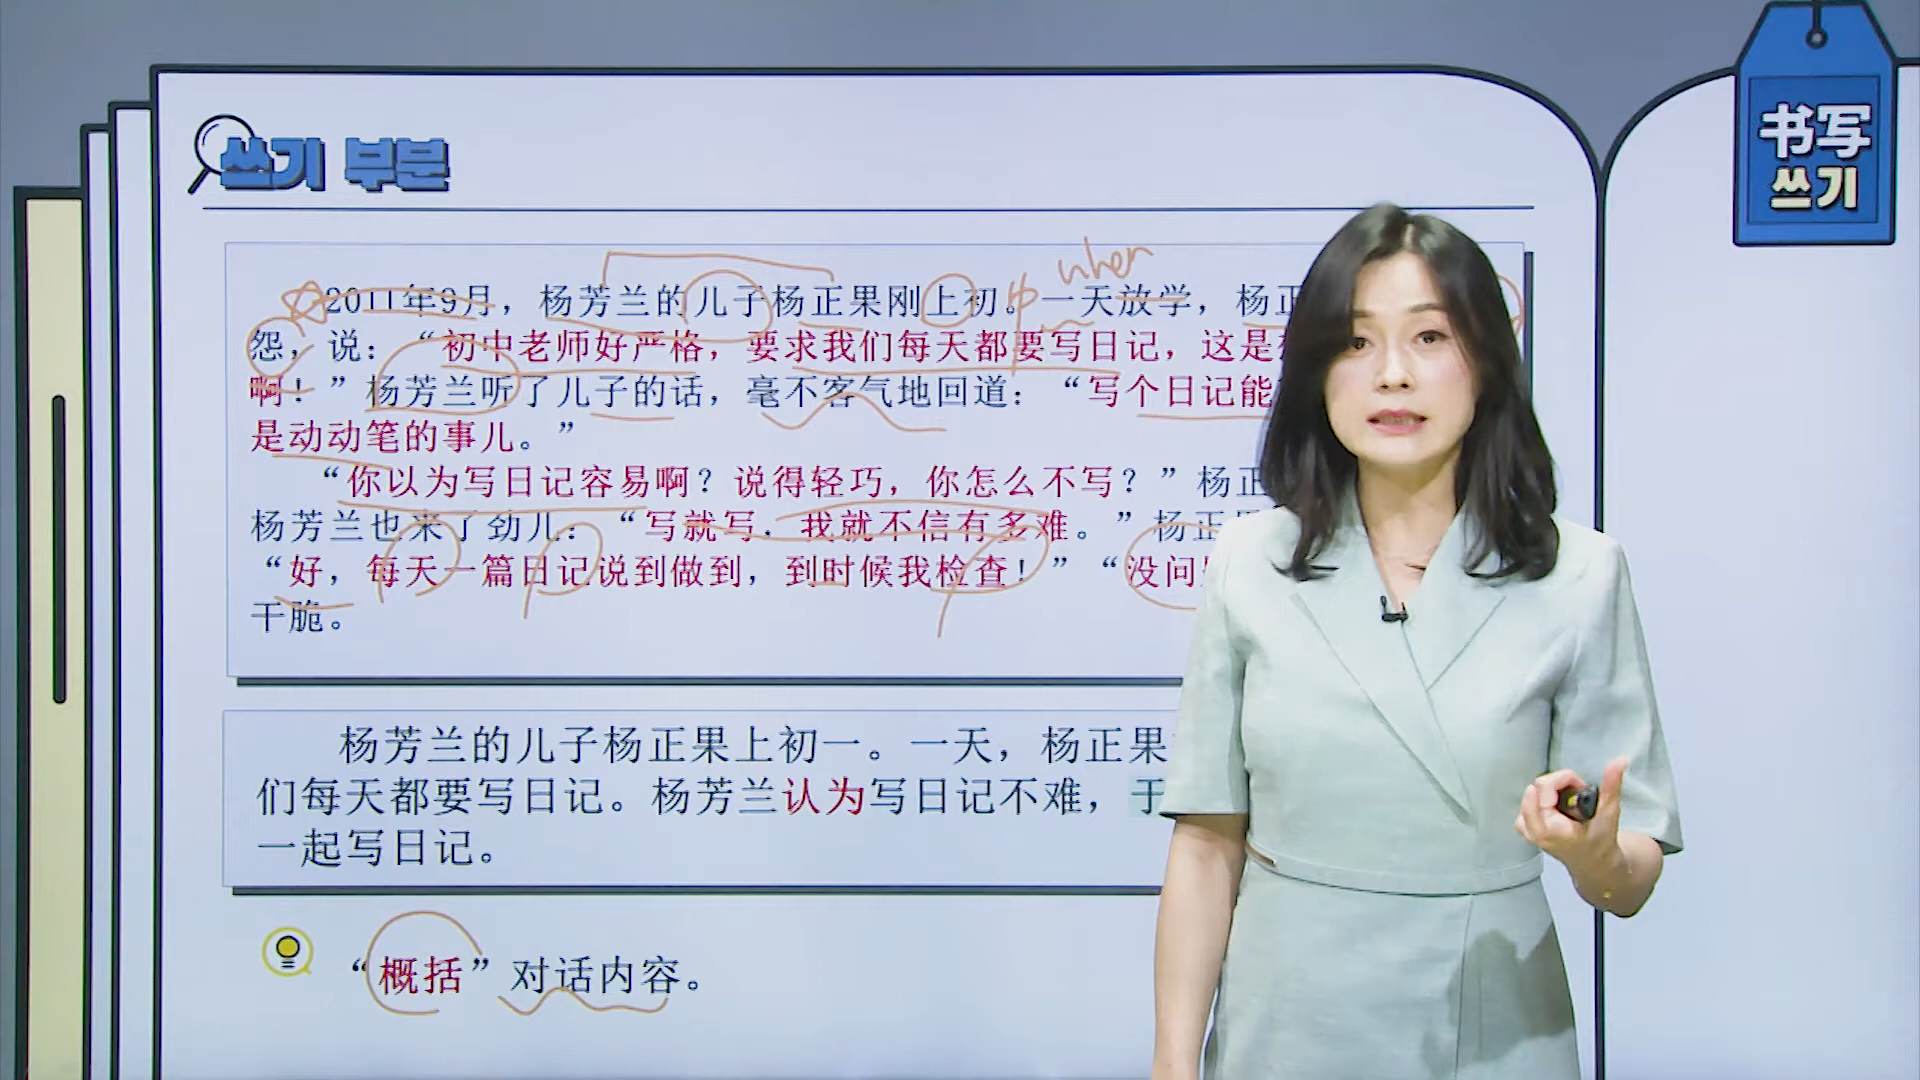 쓰기 부분
书写
쓰기
when
2011年9月，杨芳兰的儿子杨正果刚上初。一天放学，杨正
中
怨，说：“初中老师好严格，要求我们每天都要写日记，这是
！”杨芳兰听了儿子的话，毫不客气地回道：“写个日记能
是动动笔的事儿。”
“你以为写日记容易啊？说得轻巧，你怎么不写？”杨正
杨芳兰也来了劲儿：“写就写．我就不信有多难。”杨正
“好，每天一篇日记说到做到，到时候我检查！”“没问
干脆。
杨芳兰的儿子杨正果上初一。一天，杨正果
们每天都要写日记。杨芳兰认为写日记不难，于
一起写日记。
“概括”对话内容。